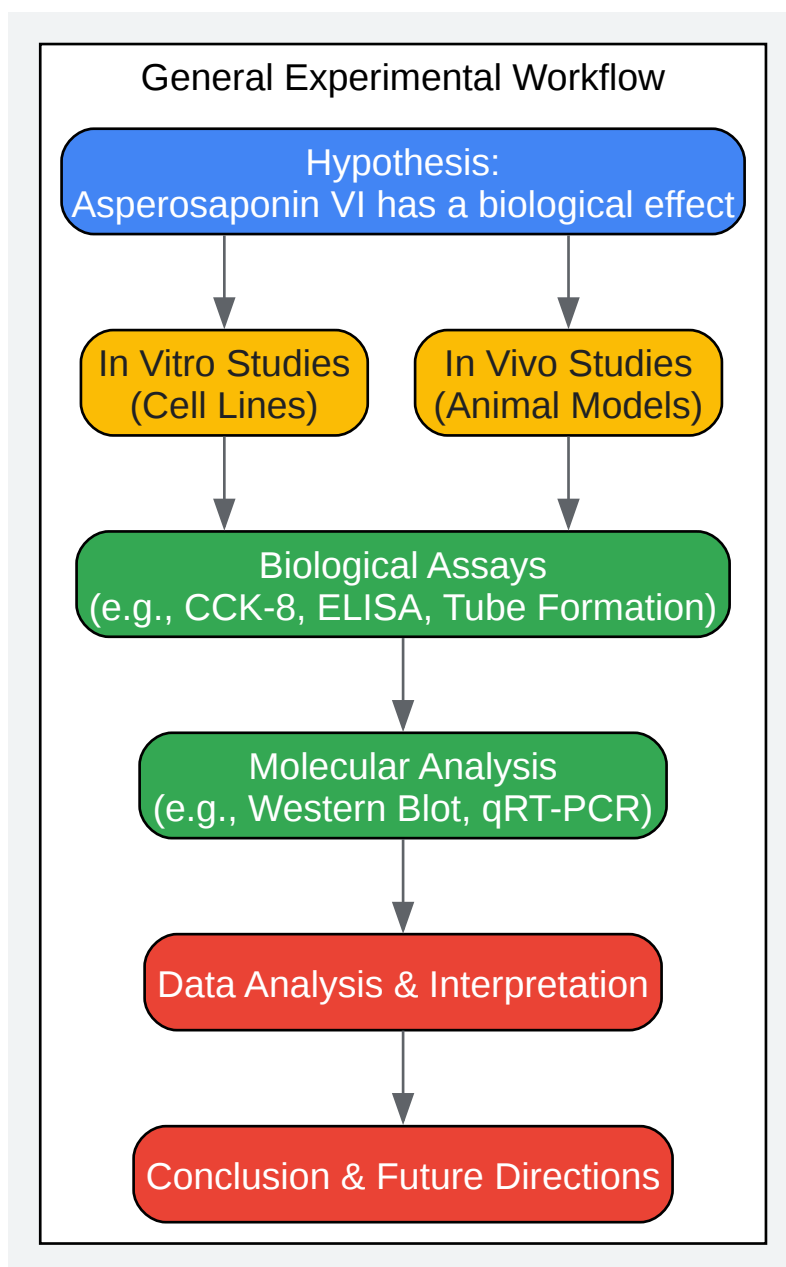 General Experimental Workflow
Hypothesis:
Asperosaponin VI has a biological effect
In Vitro Studies
(Cell Lines)
In Vivo Studies
(Animal Models)
Biological Assays
(e.g., CCK-8, ELISA, Tube Formation)
Molecular Analysis
(e.g., Western Blot, qRT-PCR)
Data Analysis & Interpretation
Conclusion & Future Directions